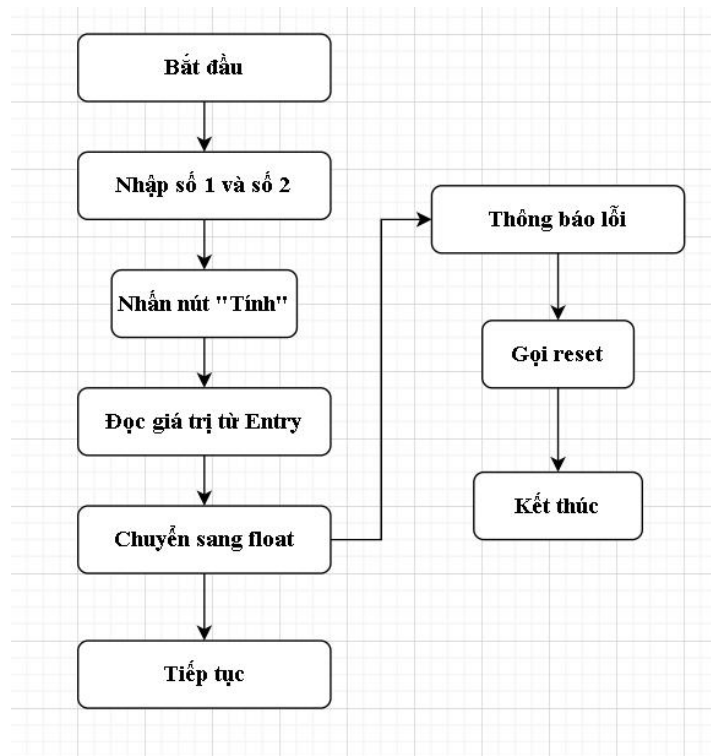 Bắt đầu
Nhập số 1 và số 2
Nhấn nút "Tính"
Đọc giá trị từ Entry
Chuyển sang float
Tiếp tục
Thông báo lỗi
Gọi reset
Kết thúc